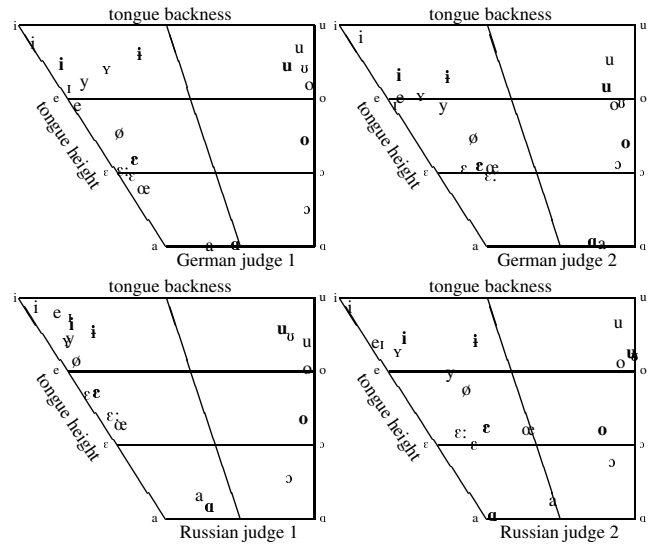 tongue backness
i u
i ɨ u
i ʏ u ʊ
ɪ y o
e e o
tongue height
ø o
ɛ ɛ: ɛ ɛ ɔ
œ
ɔ
a a ɑ ɑ
German judge 1
tongue backness
i u
i u
i ɨ u
e e ɪ ʏ y o ʊ o
tongue height
ø o
ɛ ɛ ɛ œ ɔ ɔ
ɛ:
a ɑ a ɑ
German judge 2
tongue backness
i u
i e ɪ
i ɨ u ʊ
ʏ y u
ø
e o o
tongue height
ɛ ɛ
ɛ: œ o
ɛ ɔ
ɔ
a ɑ
a ɑ
Russian judge 1
tongue backness
i u
i u
e ɪ i ɨ
ʏ u ʊ
o
e y o
tongue height
ø
ɛ: ɛ œ o
ɛ ɛ ɔ
ɔ
a
a ɑ ɑ
Russian judge 2